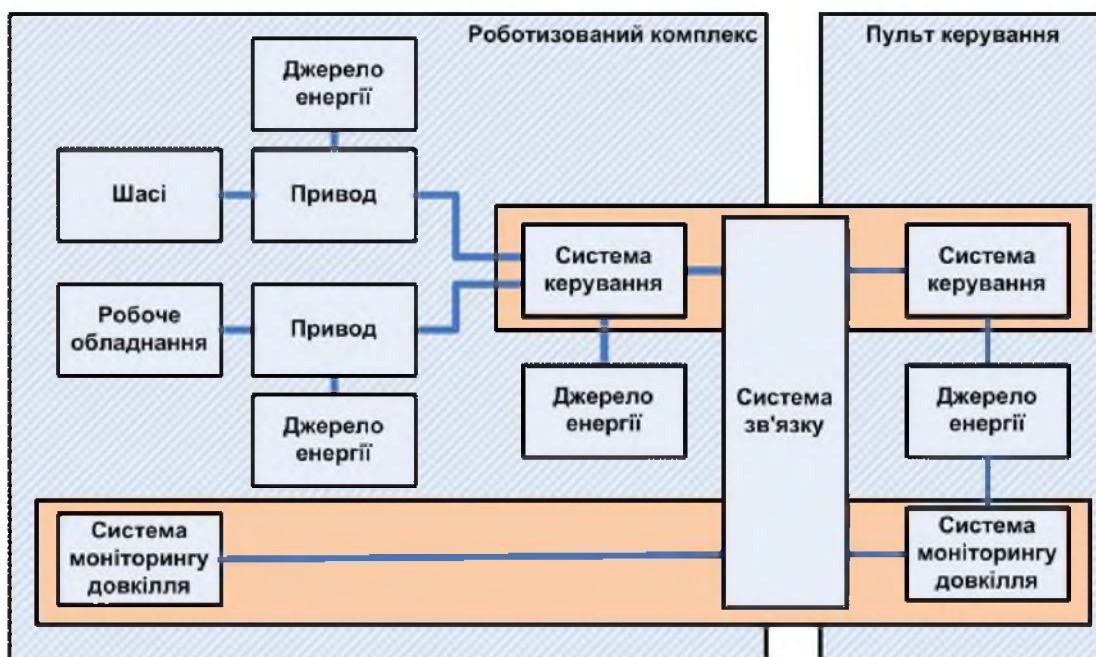 Роботизований комплекс
Пульт керування
Джерело
енергії
Шасі
Привод
Система
керування
Система
керування
Робоче
обладнання
Привод
Джерело
енергії
Джерело
енергії
Система
зв'язку
Джерело
енергії
Система
моніторингу
довкілля
Система
моніторингу
довкілля